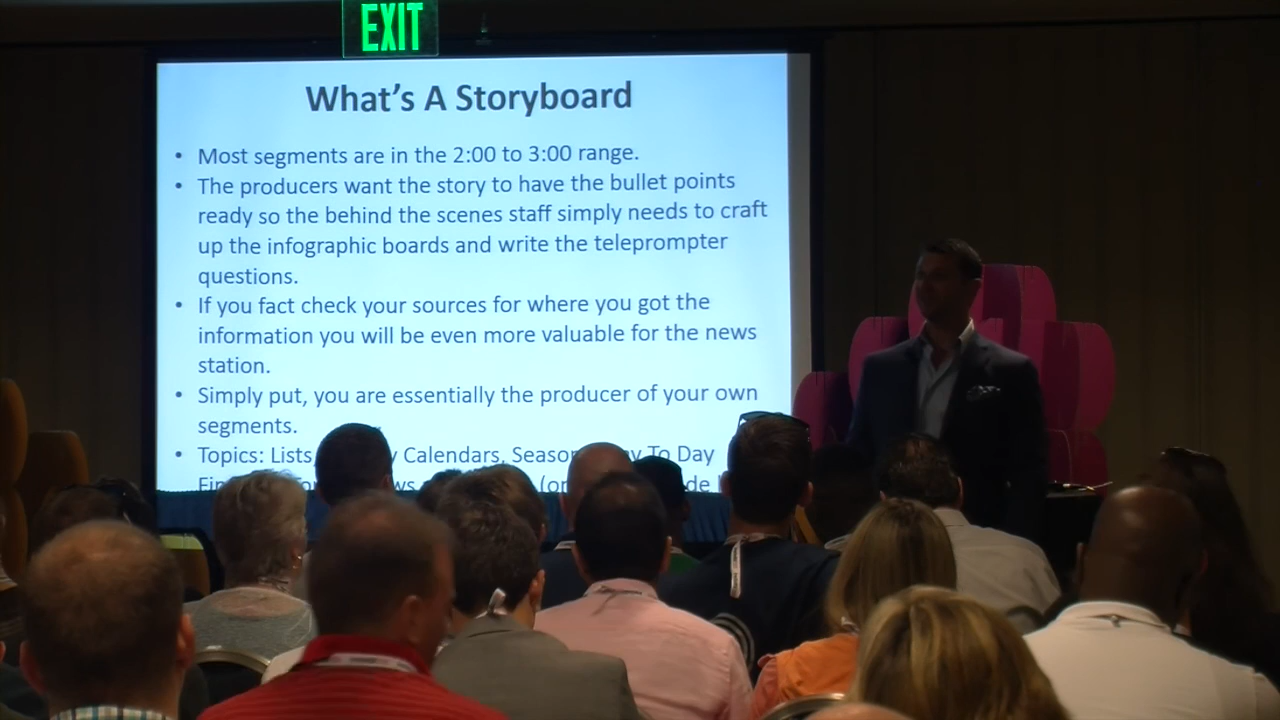 EXIT
What's A Storyboard
• Most segments are in the 2:00 to 3:00 range.
• The producers want the story to have the bullet points
ready so the behind the scenes staff simply needs to craft
up the infographic boards and write the teleprompter
questions.
• If you fact check your sources for where you got the
information you will be even more valuable for the news
station.
• Simply put, you are essentially the producer of your own
segments.
• Topics: Lists Calendars, To Day